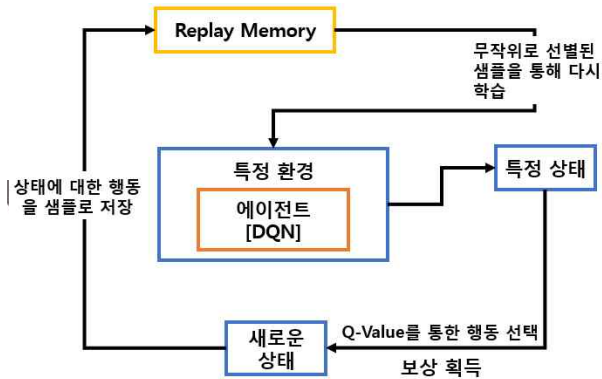 Replay Memory
무작위로 선별된
샘플을 통해 다시
학습
특정 환경
에이전트
[DQN]
특정 상태
상태에 대한 행동
을 샘플로 저장
Q-Value를 통한 행동 선택
보상 획득
새로운
상태